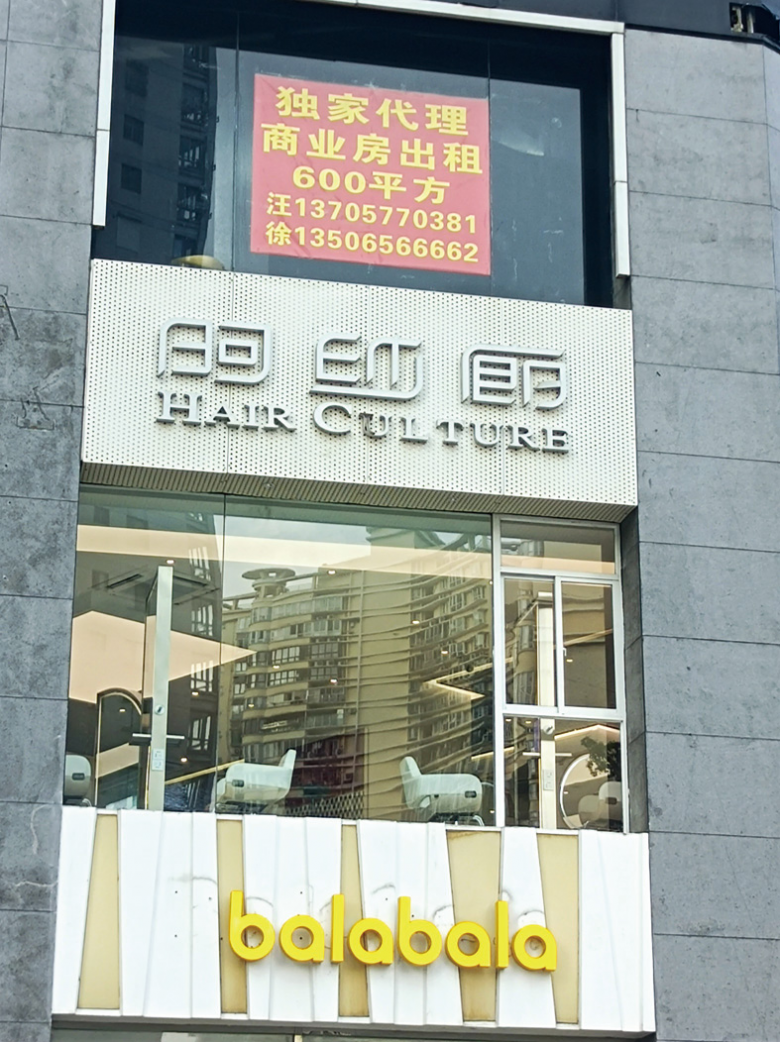 独家代理
商业房出租
600平方
汪13705770381
徐13506566662
HAIR CULTURE
balabala